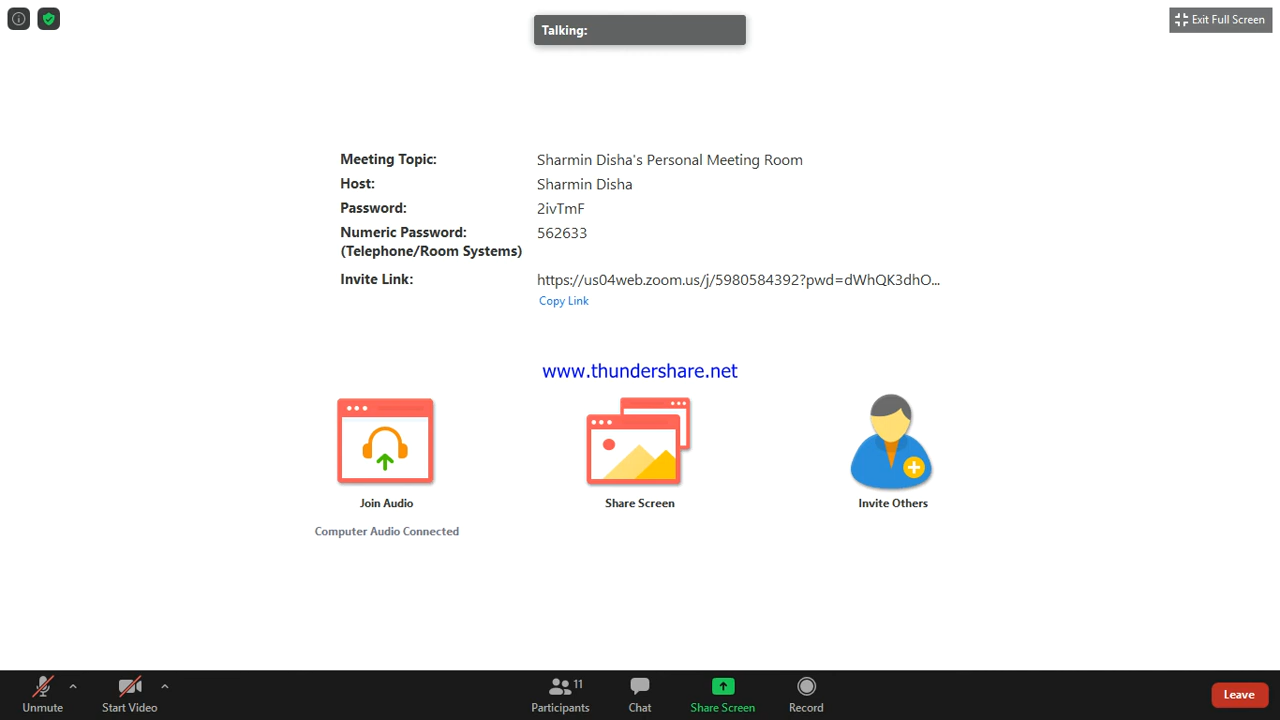 Talking:
Exit Full Screen
Meeting Topic: Sharmin Disha's Personal Meeting Room
Host: Sharmin Disha
Password: 2ivTmF
Numeric Password: 562633
(Telephone/Room Systems)
Invite Link: https://us04web.zoom.us/j/5980584392?pwd=dWhQK3dhO...
Copy Link
www.thundershare.net
Join Audio
Share Screen
Invite Others
Computer Audio Connected
Unmute
Start Video
11
Participants
Chat
Share Screen
Record
Leave